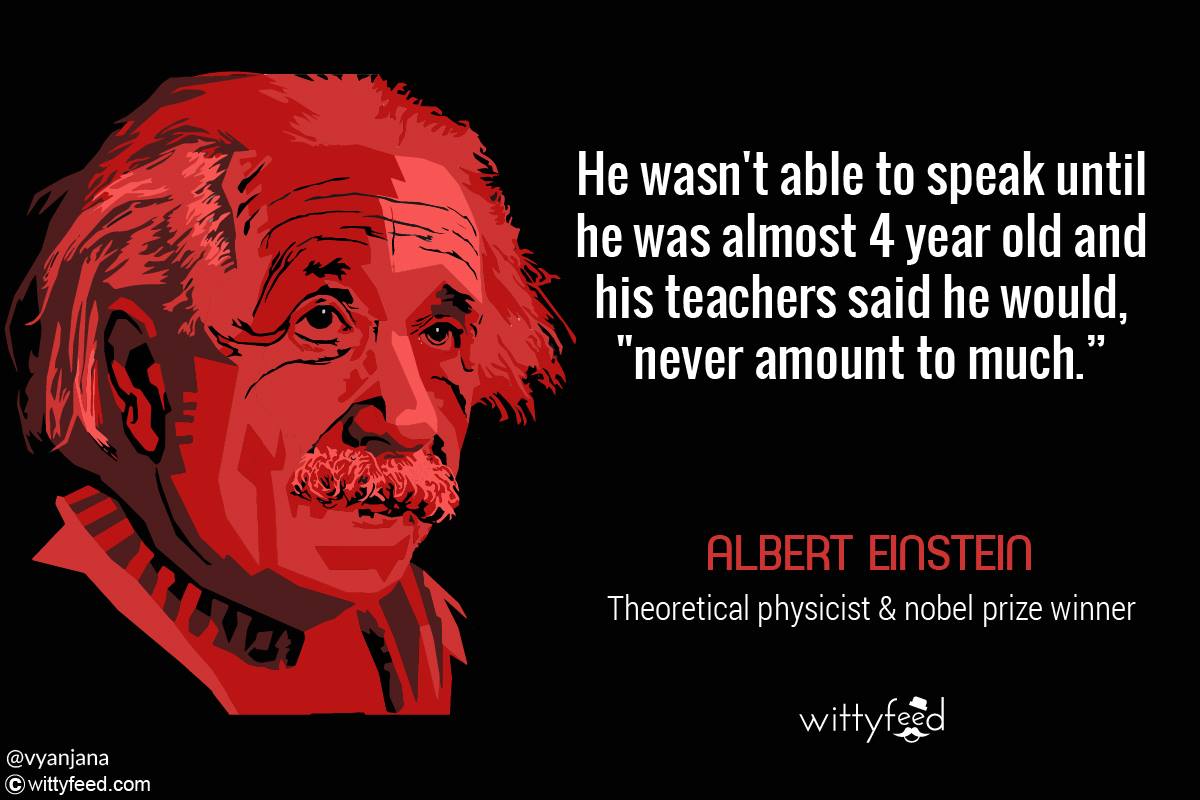 He wasn't able to speak until
he was almost 4 year old and
his teachers said he would,
"never amount to much.”
ALBERT EINSTEIN
Theoretical physicist & nobel prize winner
wittyfeed
@vyanjana
©wittyfeed.com